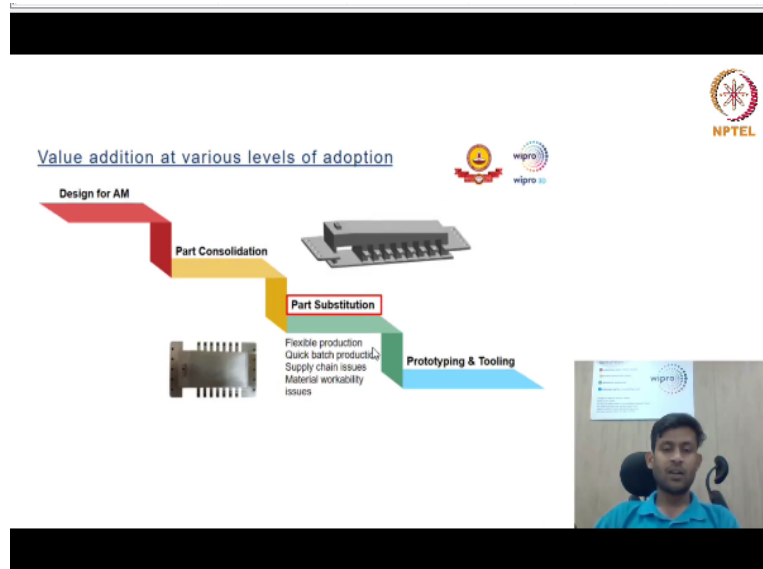 NPTEL
Value addition at various levels of adoption
wipro
wipro 3D
Design for AM
Part Consolidation
Part Substitution
Flexible production
Quick batch production
Supply chain issues
Material workability
issues
Prototyping & Tooling
wipro